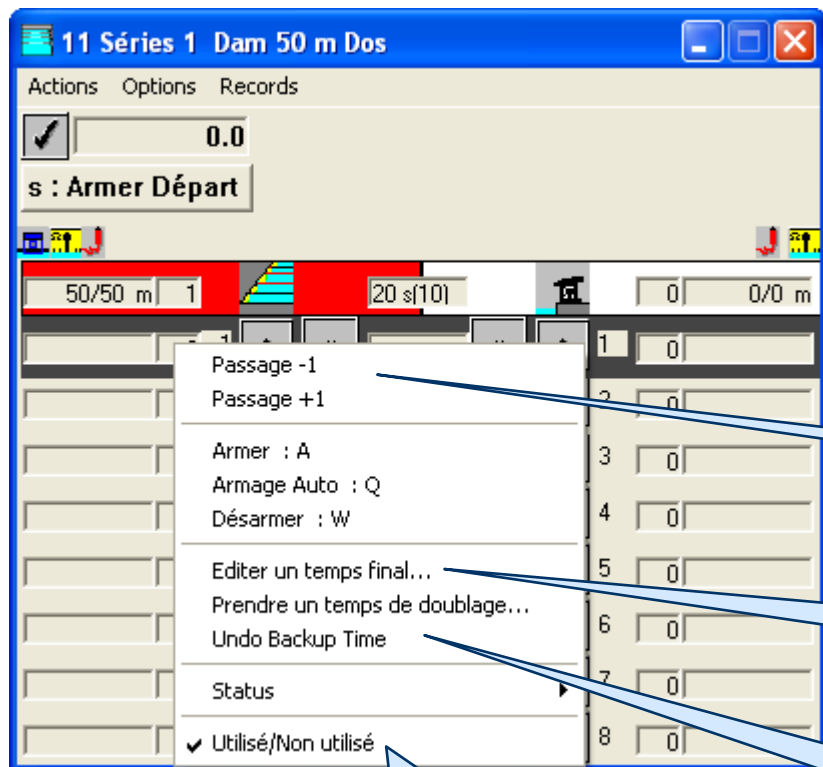 11 Séries 1 Dam 50 m Dos
Actions Options Records
0.0
s : Armer Départ
50/50 m 1 20 s(10) 0 0/0 m
1 0
Passage -1
Passage +1
2 0
Armer : A
3 0
Armage Auto : Q
Désarmer : W
4 0
Editer un temps final...
5 0
Prendre un temps de doublage...
6 0
Undo Backup Time
Status
7 0
Utilisé/Non utilisé
8 0